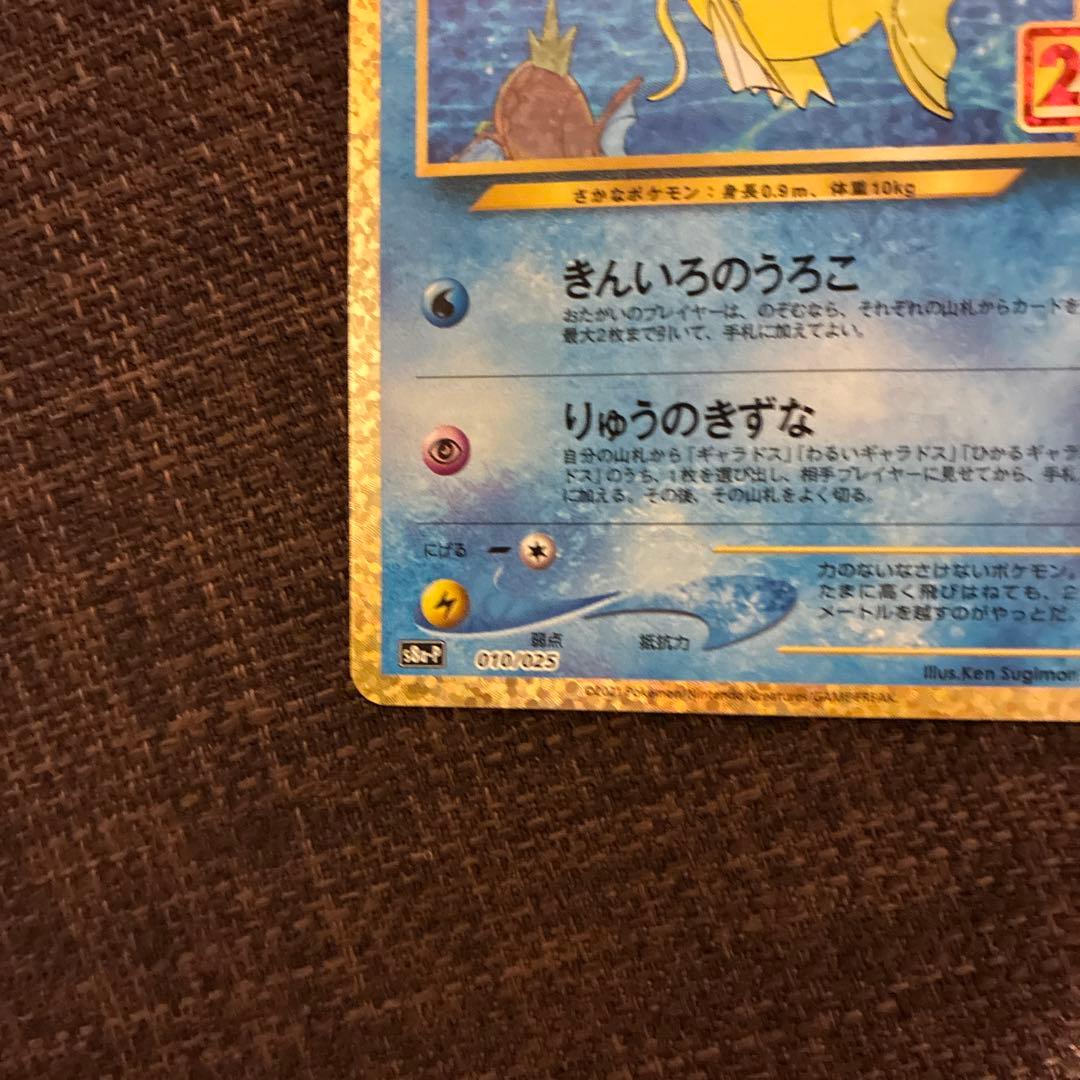 2
さかなポケモン：身長0.9m、体重10kg
きんいろのうろこ
おたがいのプレイヤーは、のぞむなら、それぞれの山札からカートを
最大2枚まで引いて、手札に加えてよい。
りゅうのきずな
自分の山札から「ギャラドス」「わるいギャラドス」「ひかるギャラ
ドス」のうち、1枚を選び出し、相手プレイヤーに見せてから、手札
に加える。その後、その山札をよく切る。
にげる
力のないなさけないポケモン。
たまに高く飛びはねても、2
メートルを越すのがやっとだ。
弱点 抵抗力
s8a-P 010/025
Illus.Ken Sugimori
©2021 Pokémon/Nintendo/Creatures/GAMEFREAK